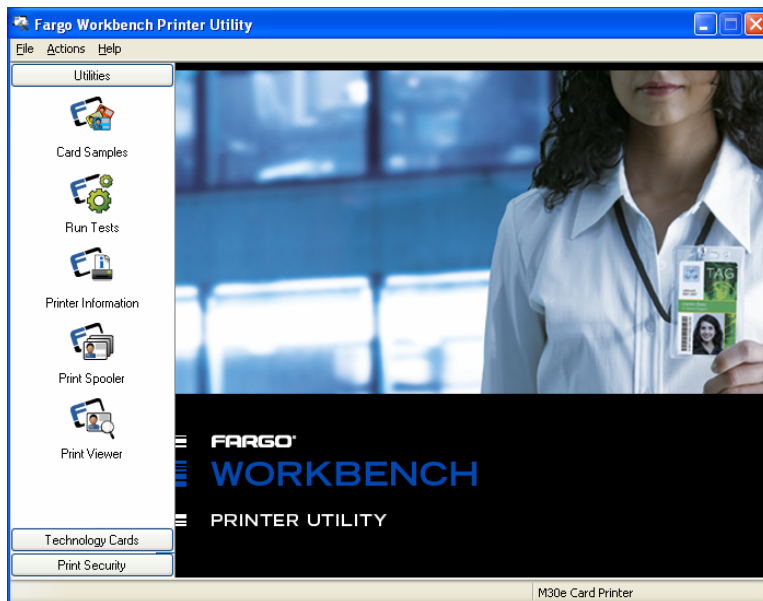 Fargo Workbench Printer Utility
File Actions Help
Utilities
Card Samples
Run Tests
Printer Information
Print Spooler
Print Viewer
Technology Cards
Print Security
TAG
FARGO®
WORKBENCH
PRINTER UTILITY
M30e Card Printer